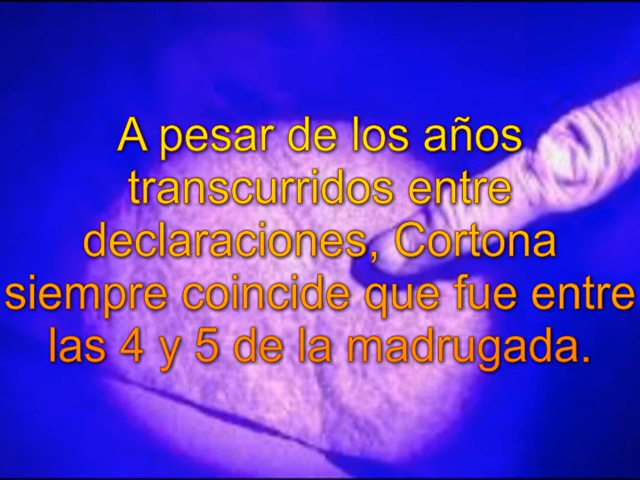 A pesar de los años
transcurridos entre
declaraciones, Cortona
siempre coincide que fue entre
las 4 y 5 de la madrugada.